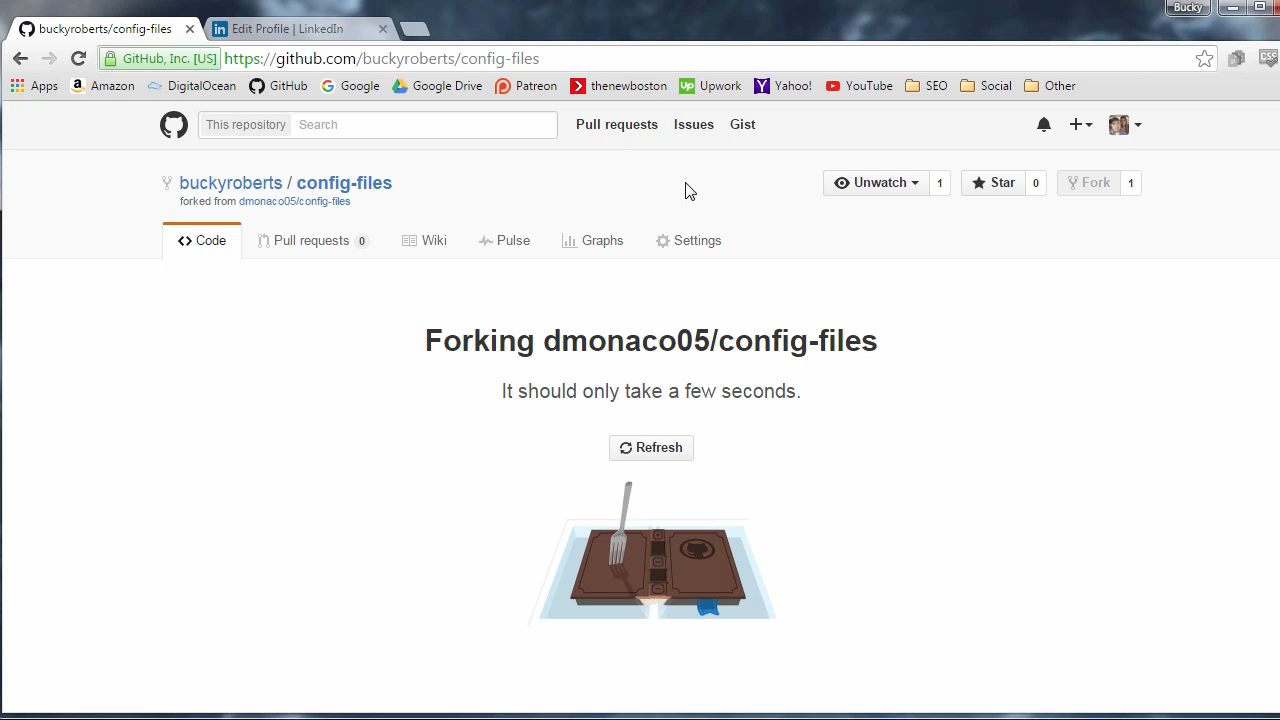 Bucky
buckyroberts/config-files
Edit Profile | LinkedIn
GitHub, Inc. [US] https://github.com/buckyroberts/config-files
Apps Amazon DigitalOcean GitHub Google Google Drive Patreon thenewboston Upwork Yahoo! YouTube SEO Social Other
This repository Search Pull requests Issues Gist
buckyroberts / config-files Unwatch 1 Star 0 Fork 1
forked from dmonaco05/config-files
Code Pull requests 0 Wiki Pulse Graphs Settings
Forking dmonaco05/config-files
It should only take a few seconds.
Refresh